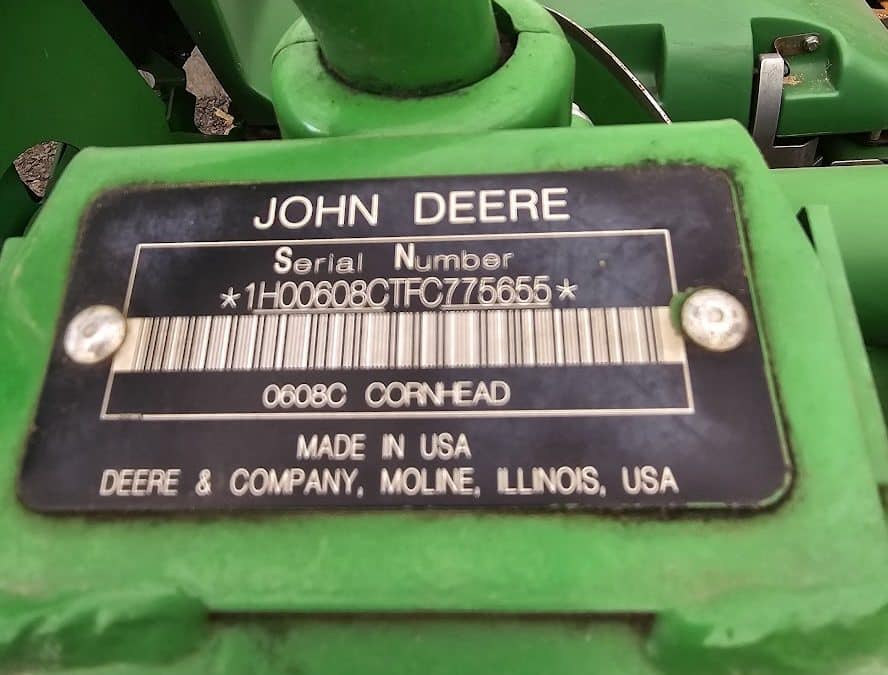 JOHN DEERE
Serial Number
*1H00608CTFC775655*
0608C CORNHEAD
MADE IN USA
DEERE & COMPANY, MOLINE, ILLINOIS, USA